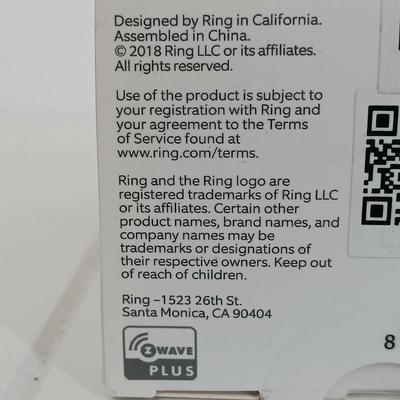 Designed by Ring in California.
Assembled in China.
© 2018 Ring LLC or its affiliates.
All rights reserved.
Use of the product is subject to
your registration with Ring and
your agreement to the Terms
of Service found at
www.ring.com/terms.
Ring and the Ring logo are
registered trademarks of Ring LLC
or its affiliates. Certain other
product names, brand names, and
company names may be
trademarks or designations of
their respective owners. Keep out
of reach of children.
Ring –1523 26th St.
Santa Monica, CA 90404
8
Z WAVE
PLUS